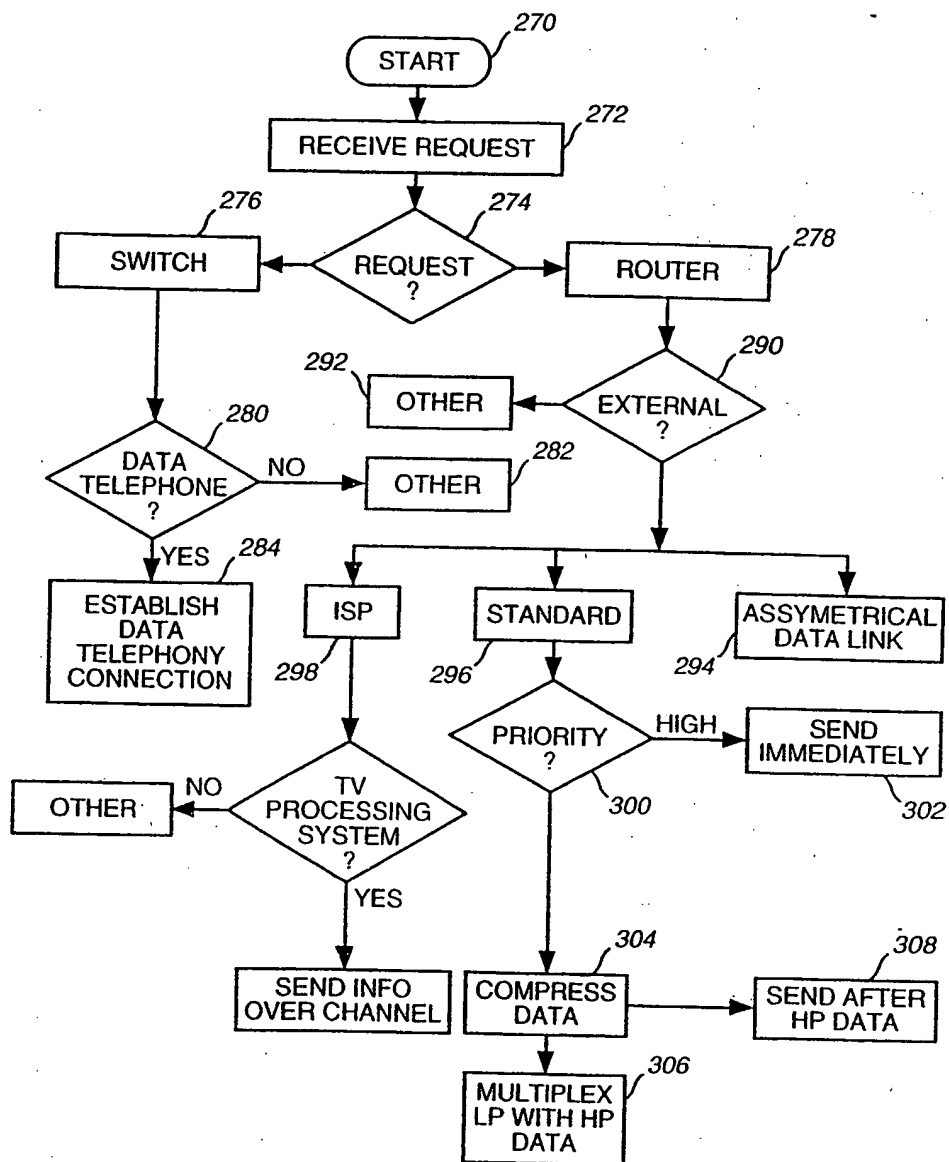 270
START
272
RECEIVE REQUEST
276
274
278
SWITCH
REQUEST
?
ROUTER
290
292
OTHER
EXTERNAL
?
280
282
DATA
TELEPHONE
?
NO
OTHER
YES
284
ESTABLISH
DATA
TELEPHONY
CONNECTION
ISP
298
STANDARD
296
ASSYMETRICAL
DATA LINK
294
PRIORITY
?
HIGH
300
SEND
IMMEDIATELY
302
OTHER
NO
TV
PROCESSING
SYSTEM
?
YES
304
308
SEND INFO
OVER CHANNEL
COMPRESS
DATA
SEND AFTER
HP DATA
306
MULTIPLEX
LP WITH HP
DATA